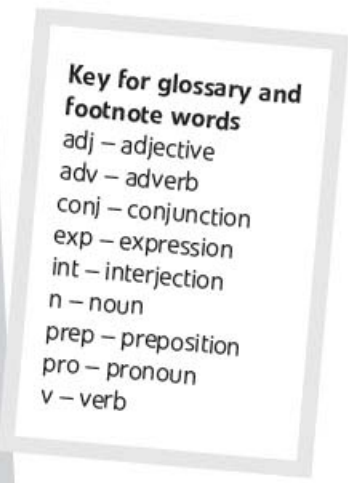 Key for glossary and
footnote words
adj – adjective
adv – adverb
conj – conjunction
exp – expression
int – interjection
n – noun
prep – preposition
pro – pronoun
v – verb